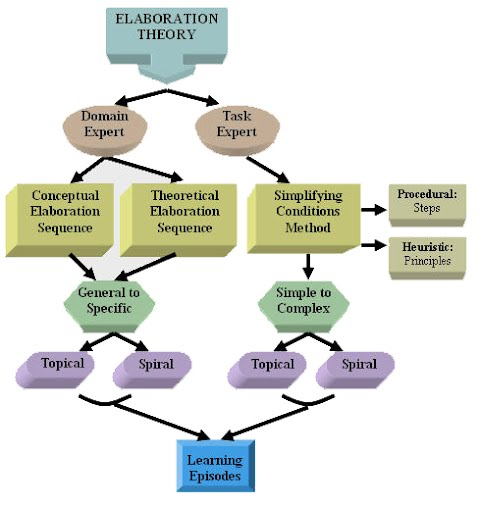 ELABORATION
THEORY
Domain
Expert
Task
Expert
Conceptual
Elaboration
Sequence
Theoretical
Elaboration
Sequence
Simplifying
Conditions
Method
Procedural:
Steps
Heuristic:
Principles
General to
Specific
Simple to
Complex
Topical
Spiral
Topical
Spiral
Learning
Episodes